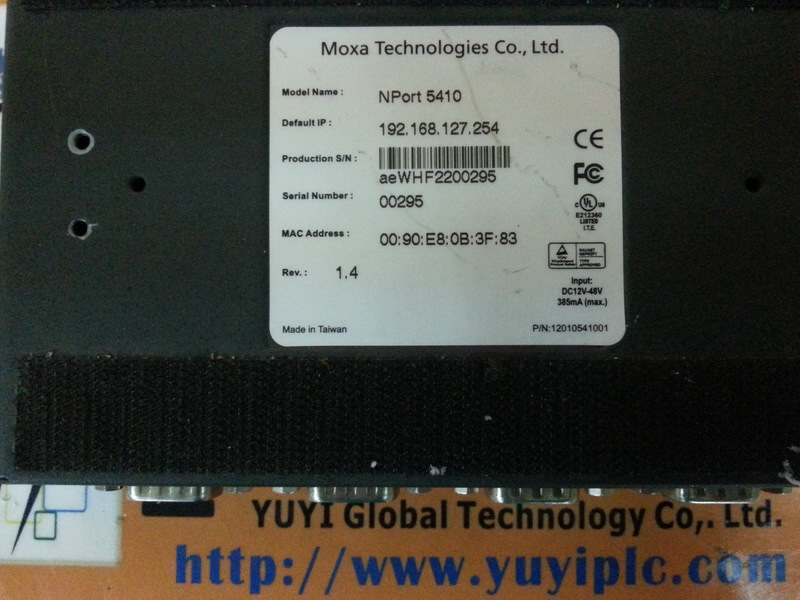 Moxa Technologies Co., Ltd.
Model Name : NPort 5410
Default IP : 192.168.127.254
Production S/N :
aeWHF2200295
Serial Number : 00295
MAC Address : 00:90:E8:0B:3F:83
Rev. : 1.4
CE
FC
C UL US
E212360
LISTED
I.T.E.
Input:
DC12V-48V
385mA (max.)
Made in Taiwan
P/N:12010541001
YUYI Global Technology Co,. Ltd.
http://www.yuyiplc.com